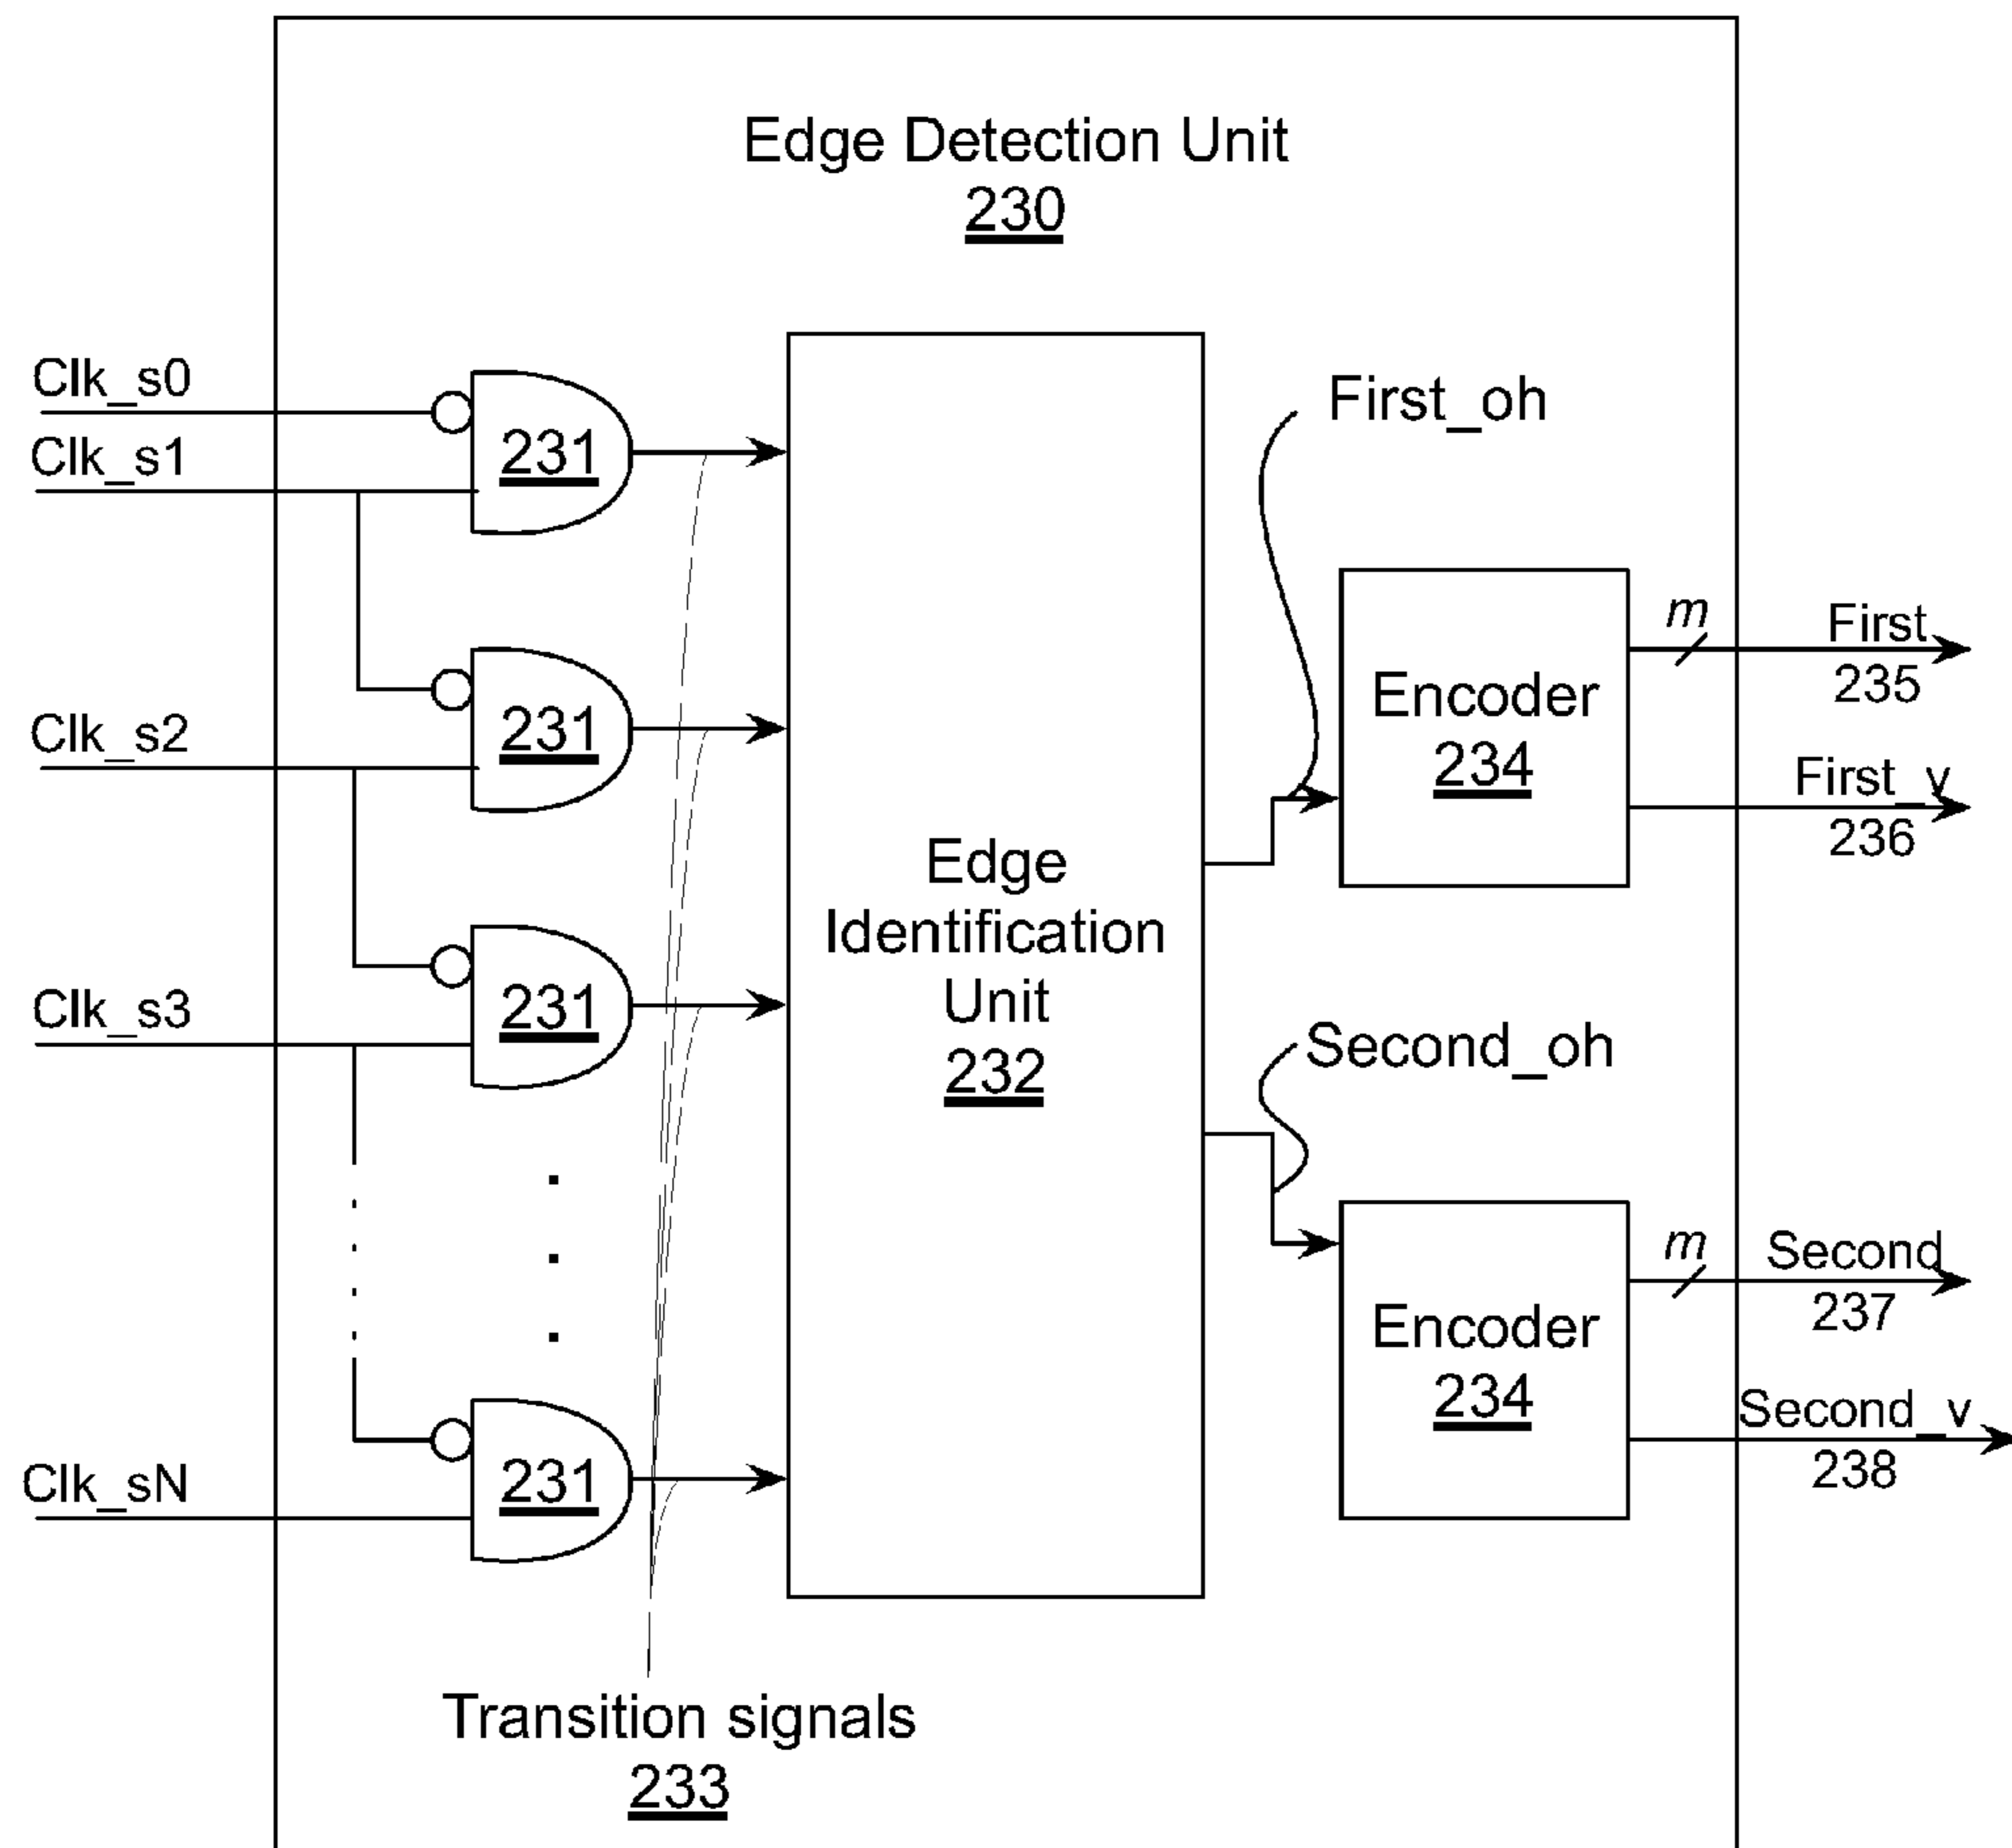 Edge Detection Unit
230
Clk_s0
Clk_s1
231
First_oh
Clk_s2
231
Encoder
234
m
First
235
First_v
236
Edge
Identification
Unit
232
Clk_s3
231
Second_oh
Encoder
234
m
Second
237
Second_v
238
Clk_sN
231
Transition signals
233